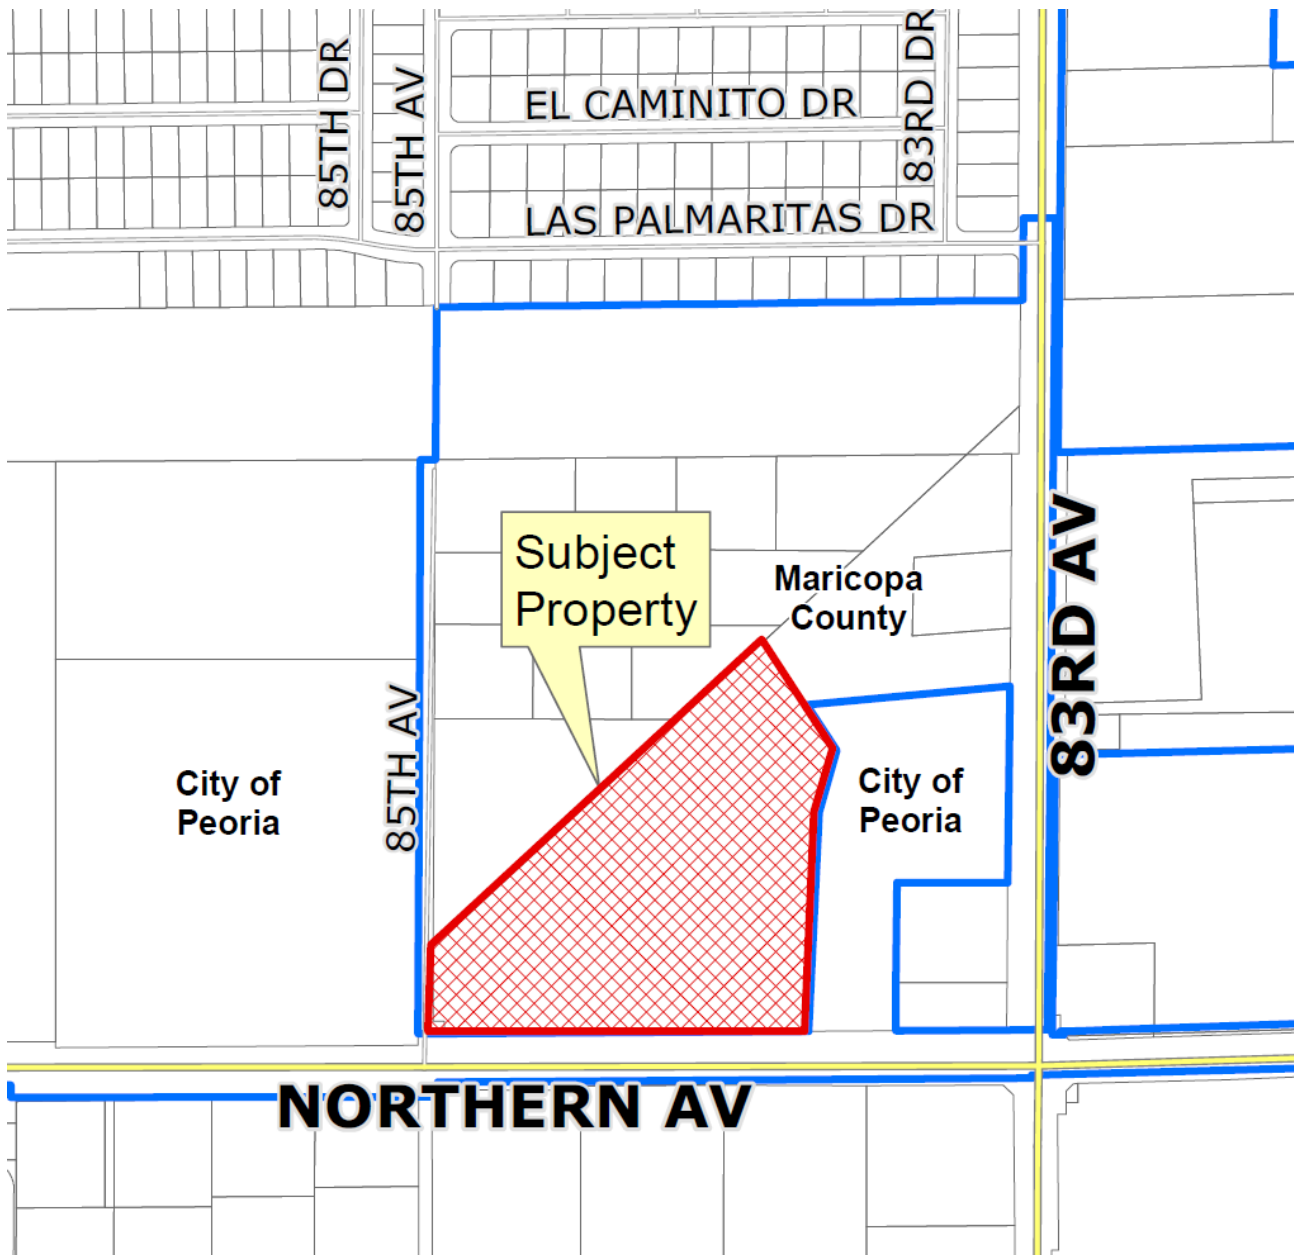 85TH DR
85TH AV
EL CAMINITO DR
83RD DR
LAS PALMARITAS DR
Subject
Property
Maricopa
County
83RD AV
85TH AV
City of
Peoria
City of
Peoria
NORTHERN AV